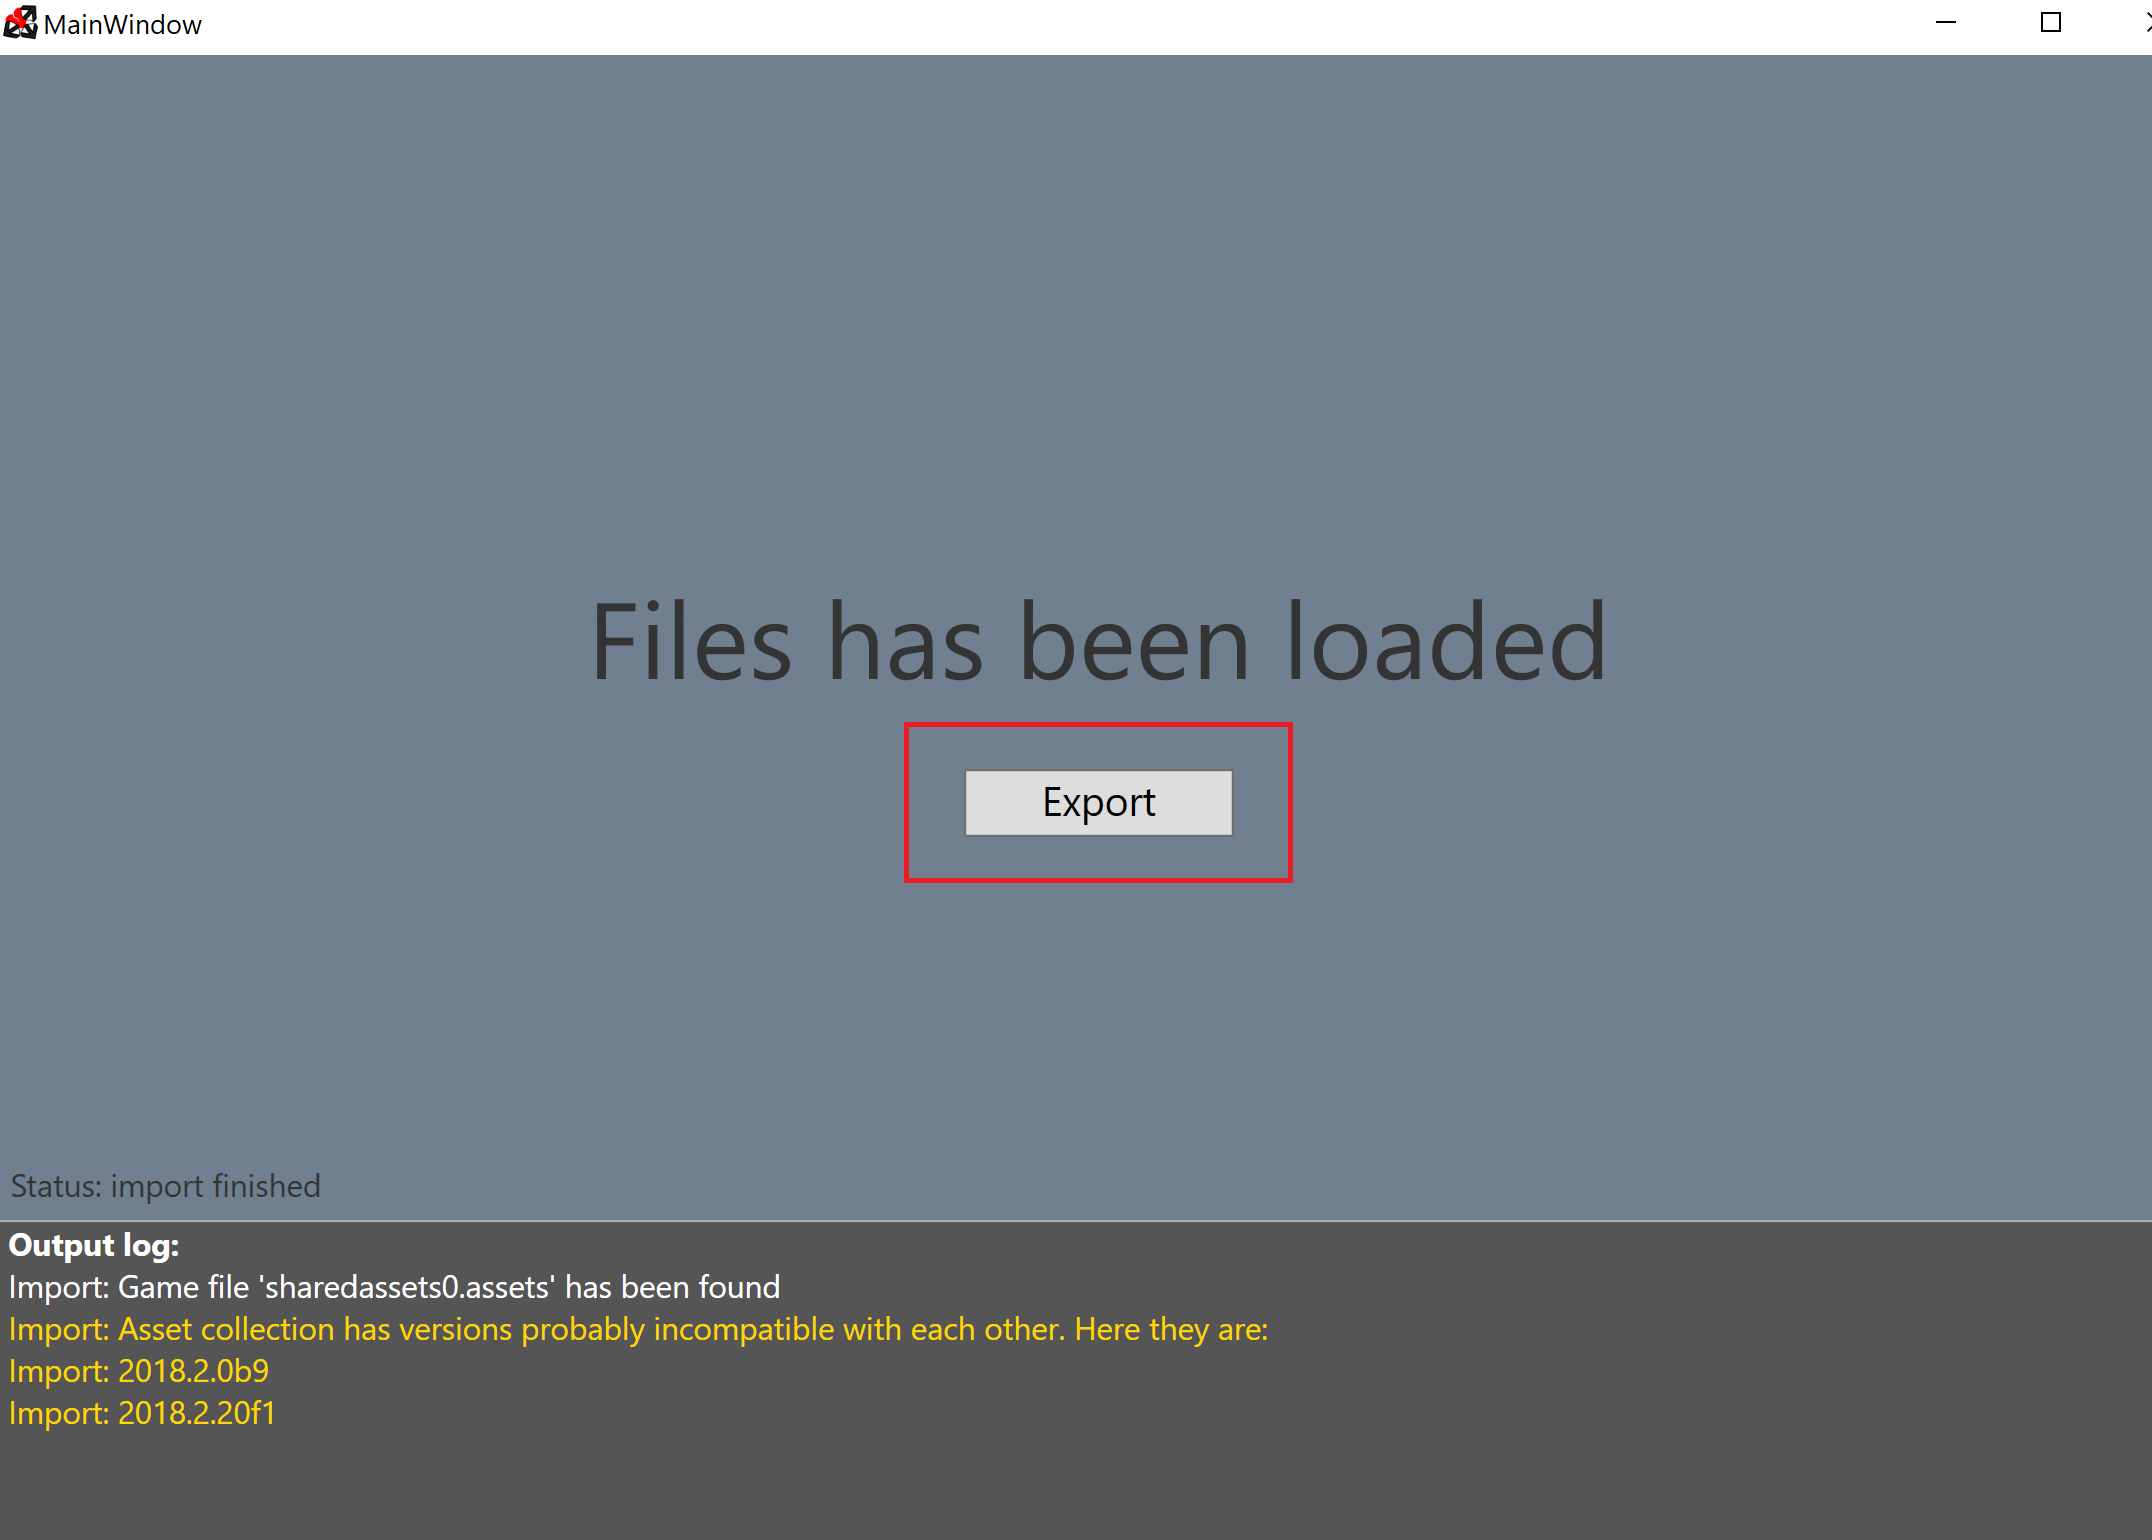 MainWindow
Files has been loaded
Export
Status: import finished
Output log:
Import: Game file 'sharedassets0.assets' has been found
Import: Asset collection has versions probably incompatible with each other. Here they are:
Import: 2018.2.0b9
Import: 2018.2.20f1